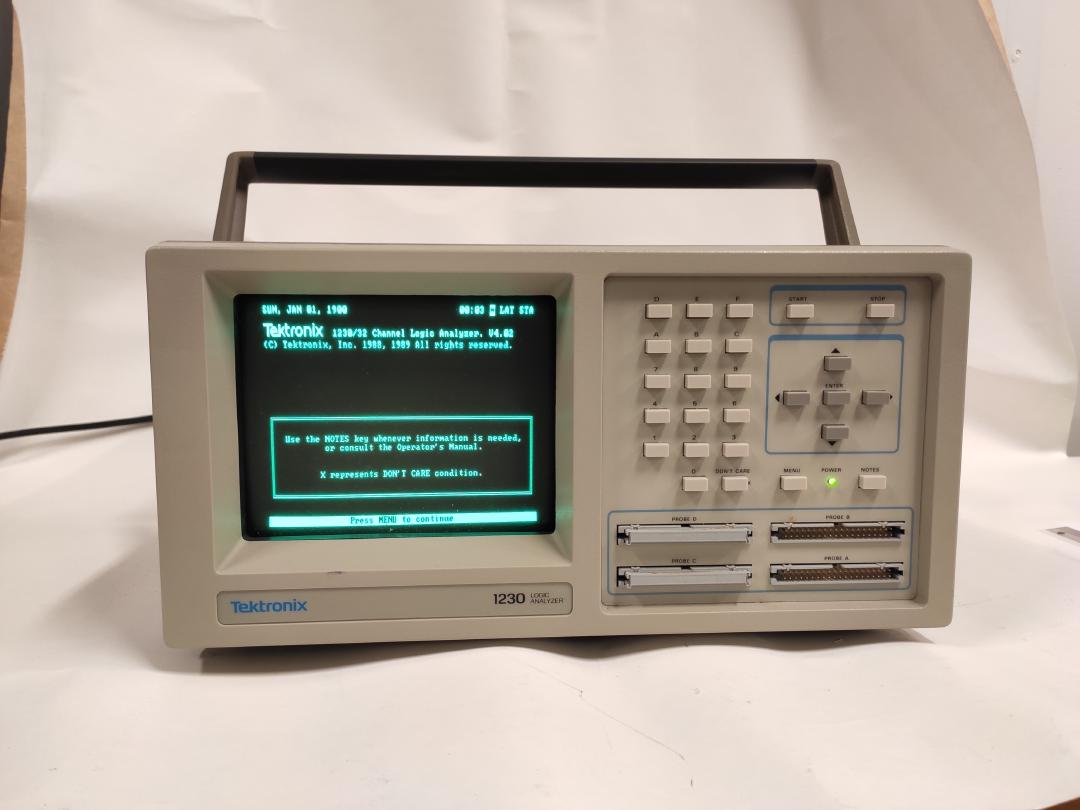 SUN, JAN 01, 1900 00:03 LAT STA
Tektronix 1230/32 Channel Logic Analyzer. V4.02
(C) Tektronix, Inc. 1988, 1989 All rights reserved.
Use the NOTES key whenever information is needed,
or consult the Operator's Manual.
X represents DON'T CARE condition.
Press MENU to continue
Tektronix
1230 LOGIC
ANALYZER
D E F
A B C
7 8 9
4 5 6
1 2 3
0 DON'T CARE
START STOP
ENTER
MENU POWER NOTES
PROBE D PROBE B
PROBE C PROBE A